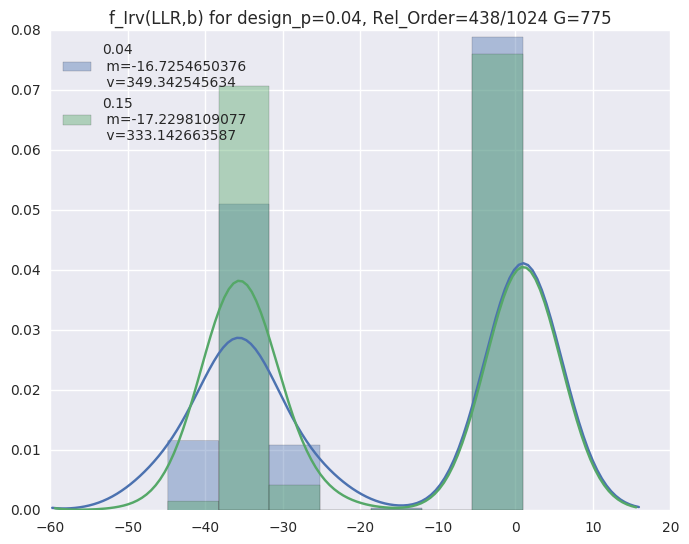 f_Irv(LLR,b) for design_p=0.04, Rel_Order=438/1024 G=775
0.08
0.07
0.06
0.05
0.04
0.03
0.02
0.01
0.00
0.04
m=-16.7254650376
v=349.342545634
0.15
m=-17.2298109077
v=333.142663587
−60 −50 −40 −30 −20 −10 0 10 20